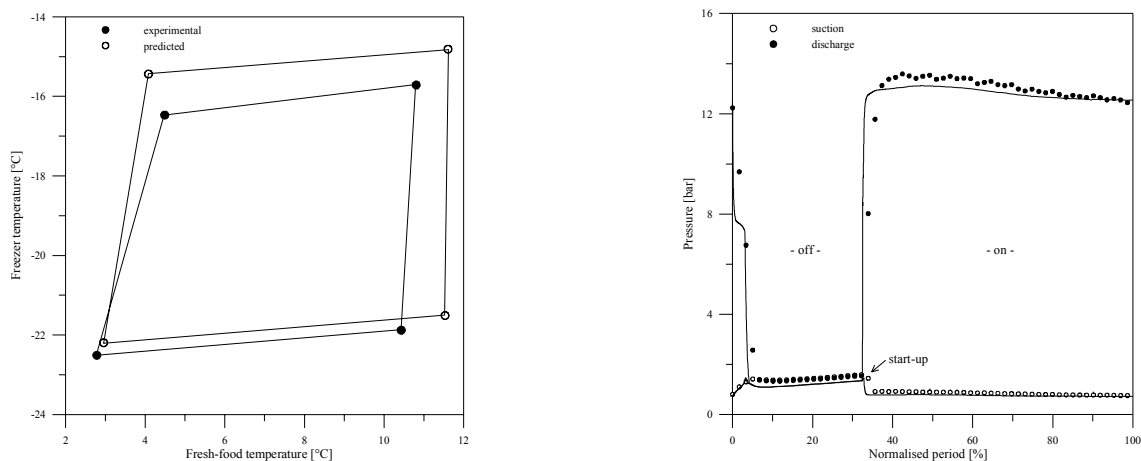 -14
-16
-18
-20
-22
-24
2
4
6
8
10
12
Freezer temperature [°C]
Fresh-food temperature [°C]
experimental
predicted
16
12
8
4
0
0
20
40
60
80
100
Pressure [bar]
Normalised period [%]
suction
discharge
- off -
- on -
start-up